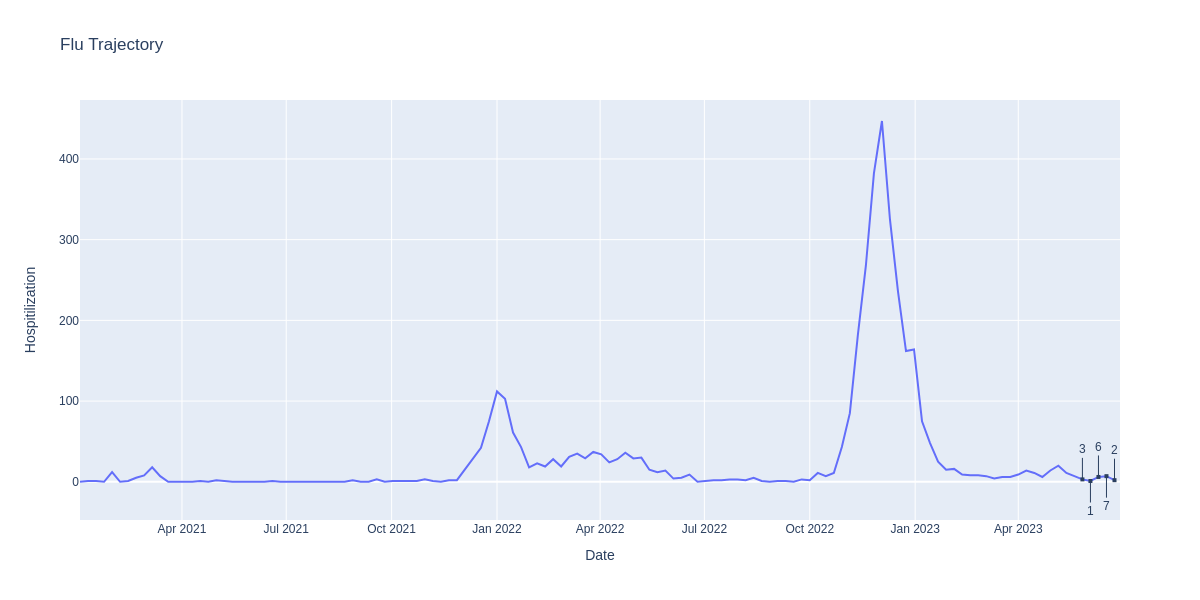 Flu Trajectory
Hospitilization
400
300
200
100
0
3
6
2
1
7
Apr 2021
Jul 2021
Oct 2021
Jan 2022
Apr 2022
Jul 2022
Oct 2022
Jan 2023
Apr 2023
Date